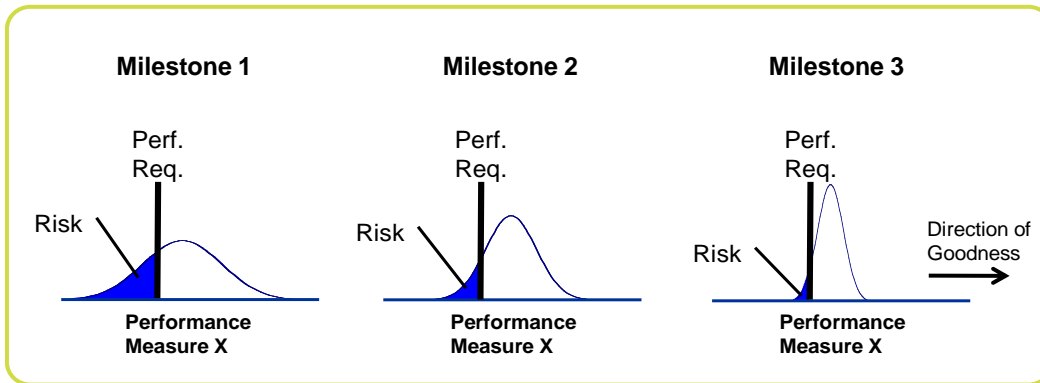 Milestone 1
Milestone 2
Milestone 3
Perf.
Req.
Perf.
Req.
Perf.
Req.
Risk
Risk
Risk
Direction of
Goodness
Performance
Measure X
Performance
Measure X
Performance
Measure X